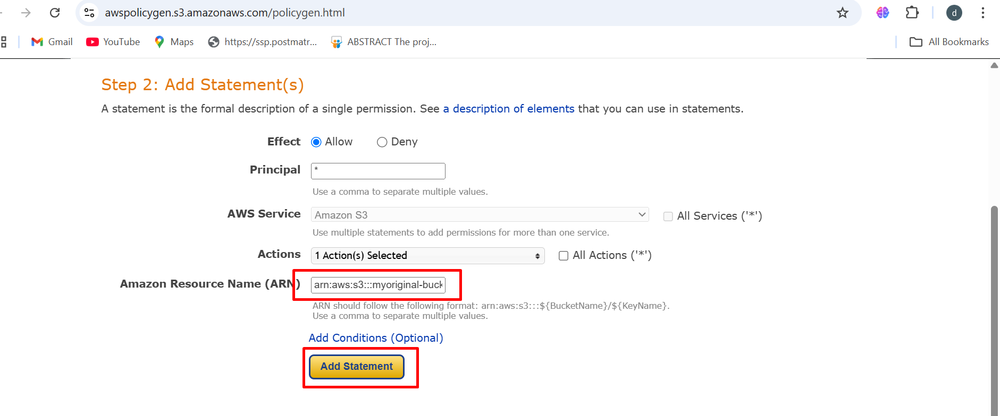 awspolicygen.s3.amazonaws.com/policygen.html
d
Gmail
YouTube
Maps
https://ssp.postmatr...
ABSTRACT The proj...
All Bookmarks
Step 2: Add Statement(s)
A statement is the formal description of a single permission. See a description of elements that you can use in statements.
Effect Allow Deny
Principal *
Use a comma to separate multiple values.
AWS Service Amazon S3 All Services ('*')
Use multiple statements to add permissions for more than one service.
Actions 1 Action(s) Selected All Actions ('*')
Amazon Resource Name (ARN) arn:aws:s3:::myoriginal-buck
ARN should follow the following format: arn:aws:s3:::${BucketName}/${KeyName}.
Use a comma to separate multiple values.
Add Conditions (Optional)
Add Statement